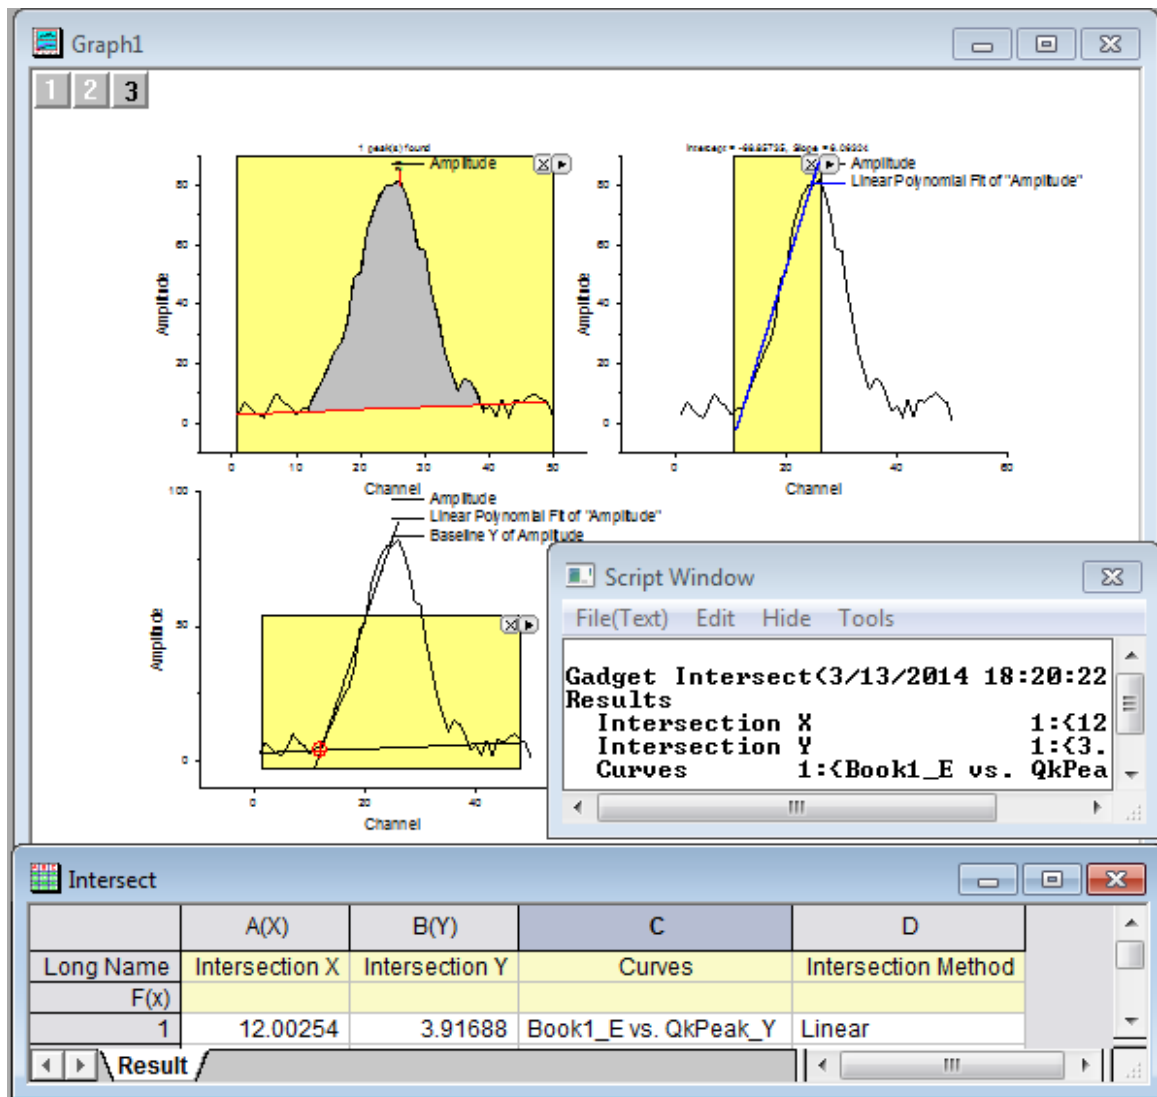 Graph1
1 2 3
1 peak(s) found
Amplitude
80
60
40
20
0
Amplitude
0 10 20 30 40 50
Channel
Amplitude
Linear Polynomial Fit of "Amplitude"
80
60
40
20
0
Amplitude
0 20 40 60
Channel
Amplitude
Linear Polynomial Fit of "Amplitude"
Baseline Y of Amplitude
100
50
0
Amplitude
0 20 40
Channel
Script Window
File(Text) Edit Hide Tools
Gadget Intersect(3/13/2014 18:20:22
Results
Intersection X 1:{12
Intersection Y 1:{3.
Curves 1:{Book1_E vs. QkPea
Intersect
A(X) B(Y) C D
Long Name Intersection X Intersection Y Curves Intersection Method
F(x)
1 12.00254 3.91688 Book1_E vs. QkPeak_Y Linear
Result